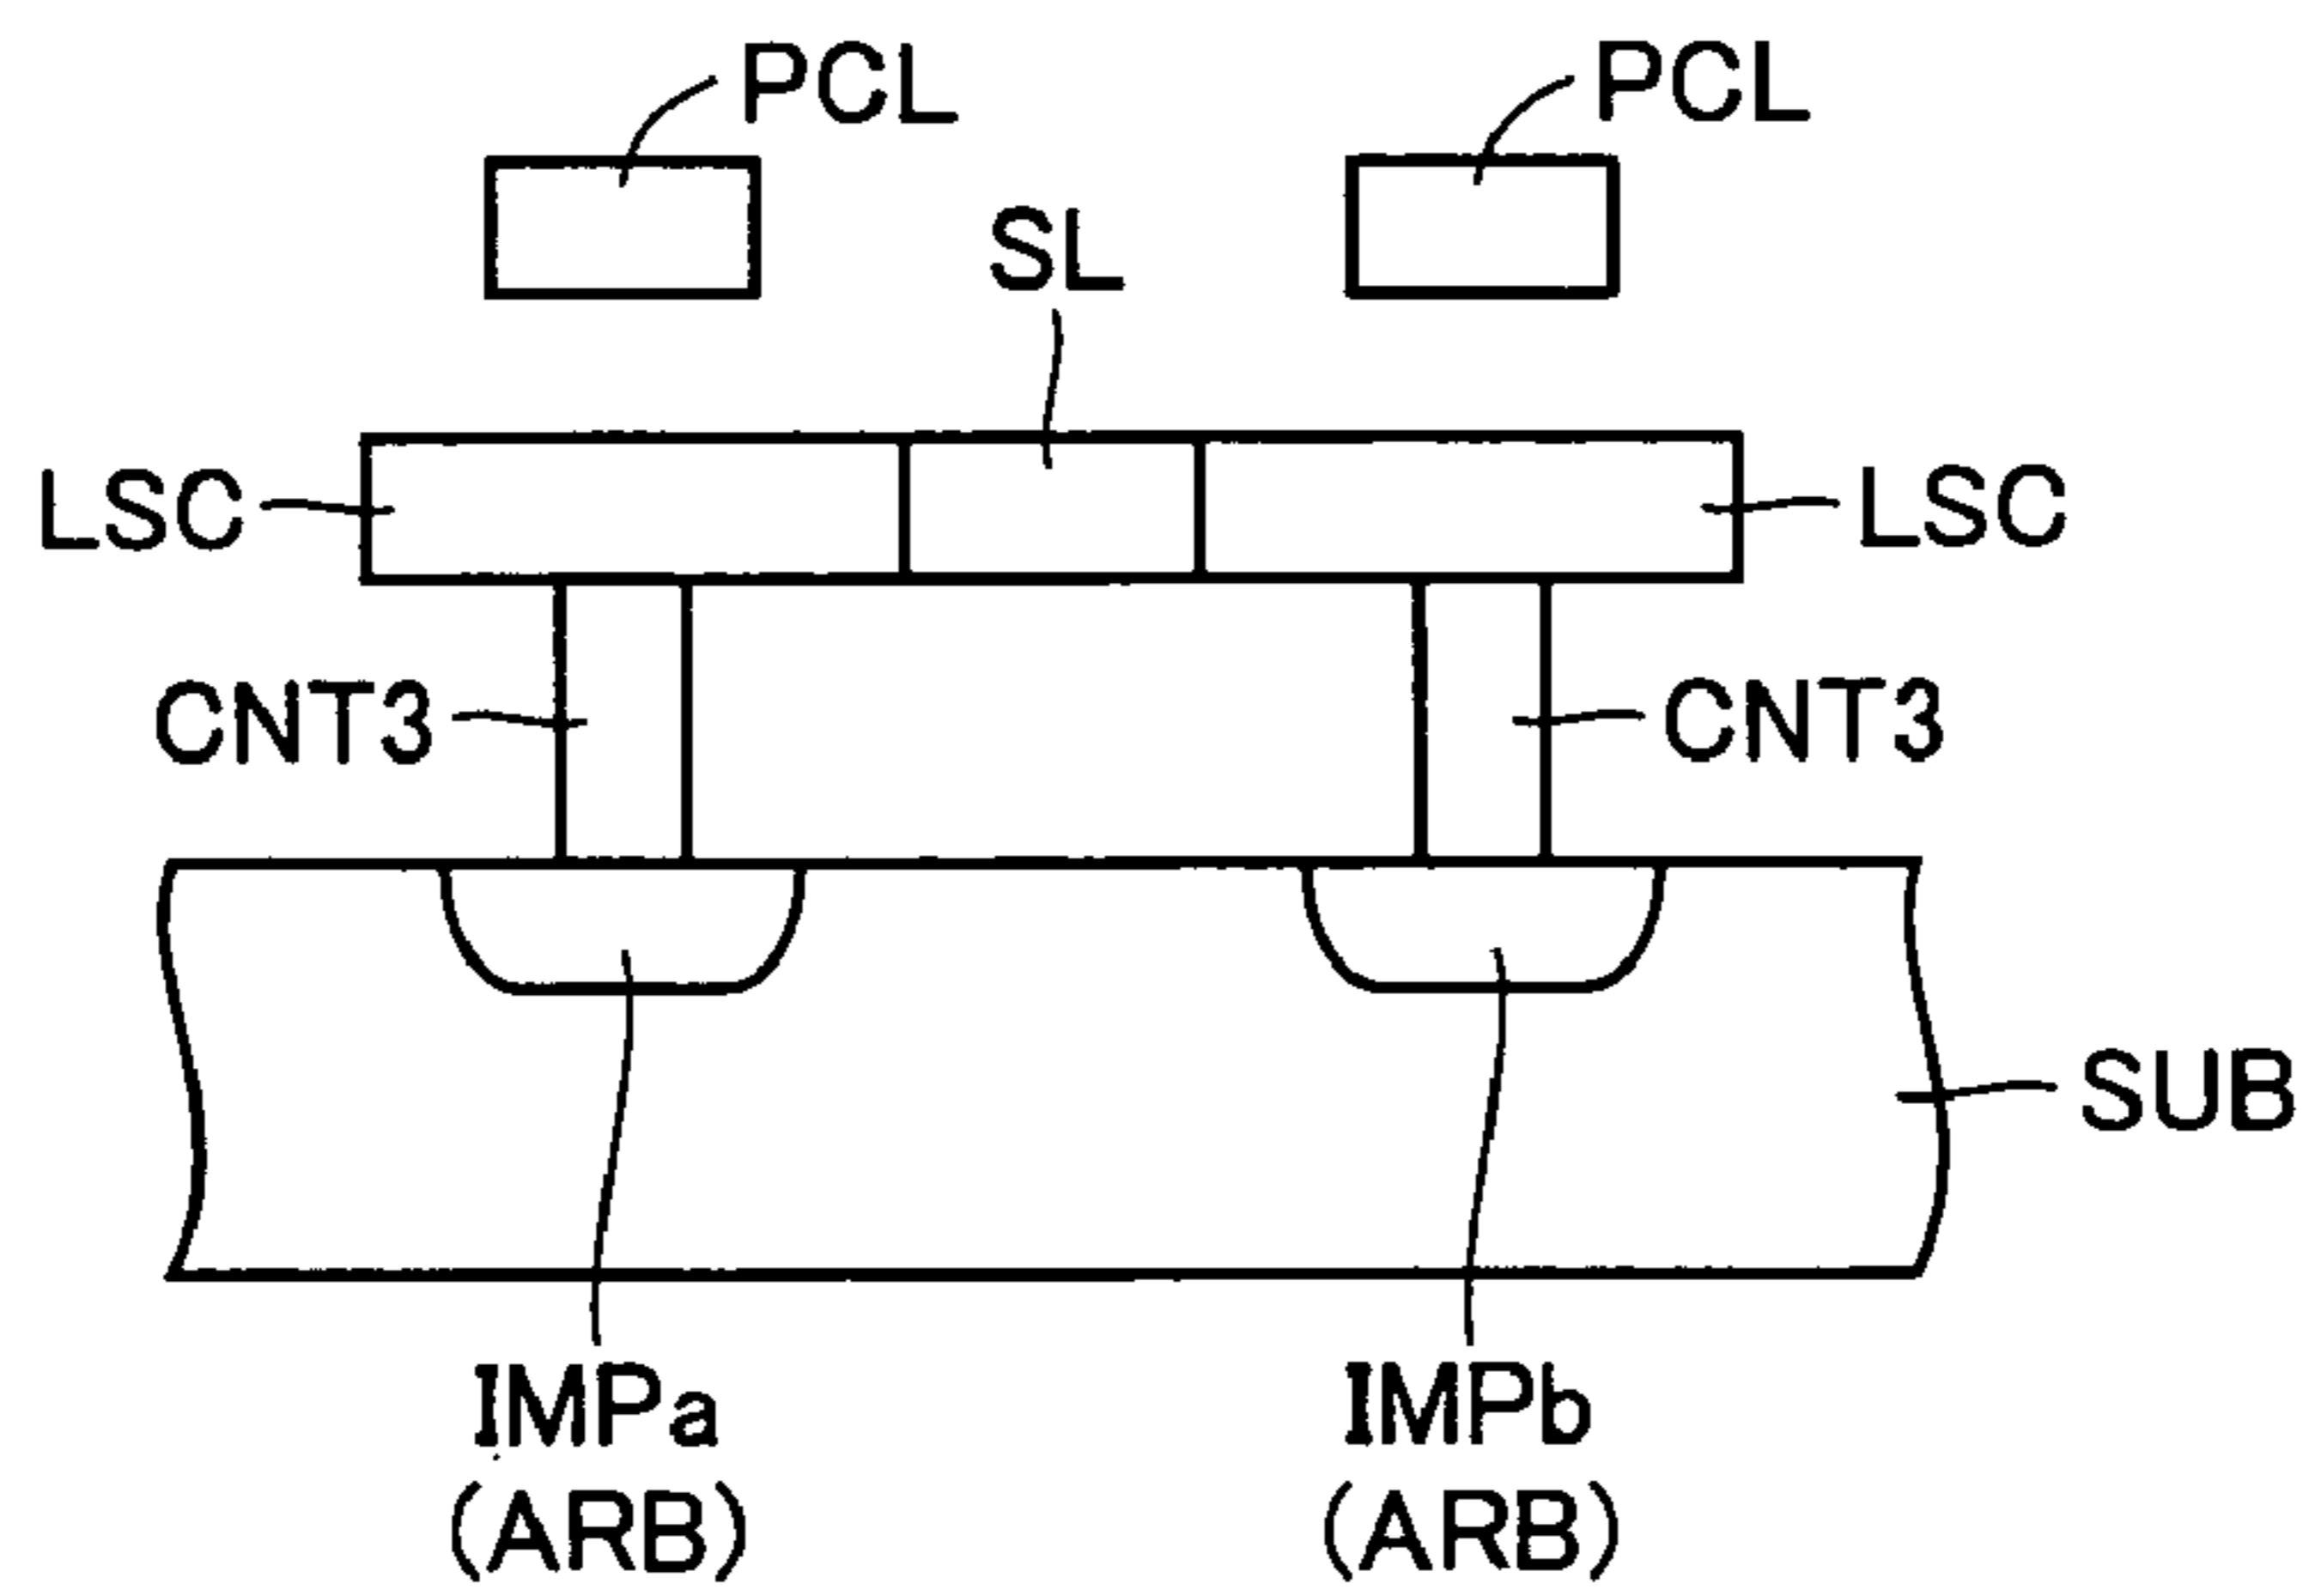 PCL
PCL
SL
LSC
LSC
CNT3
CNT3
SUB
IMPa
(ARB)
IMPb
(ARB)